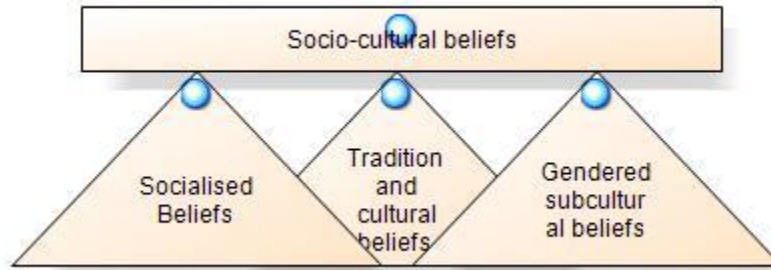 Socio-cultural beliefs
Socialised
Beliefs
Tradition
and
cultural
beliefs
Gendered
subcultur
al beliefs